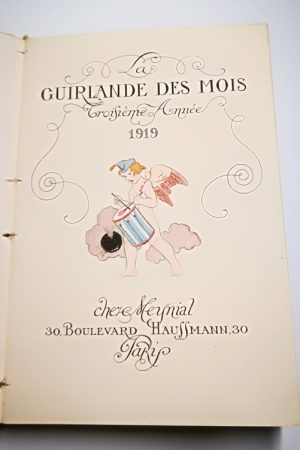 La
GUIRLANDE DES MOIS
Troisième Année
1919
chez Meynial
30, BOULEVARD HAUSSMANN, 30
Paris